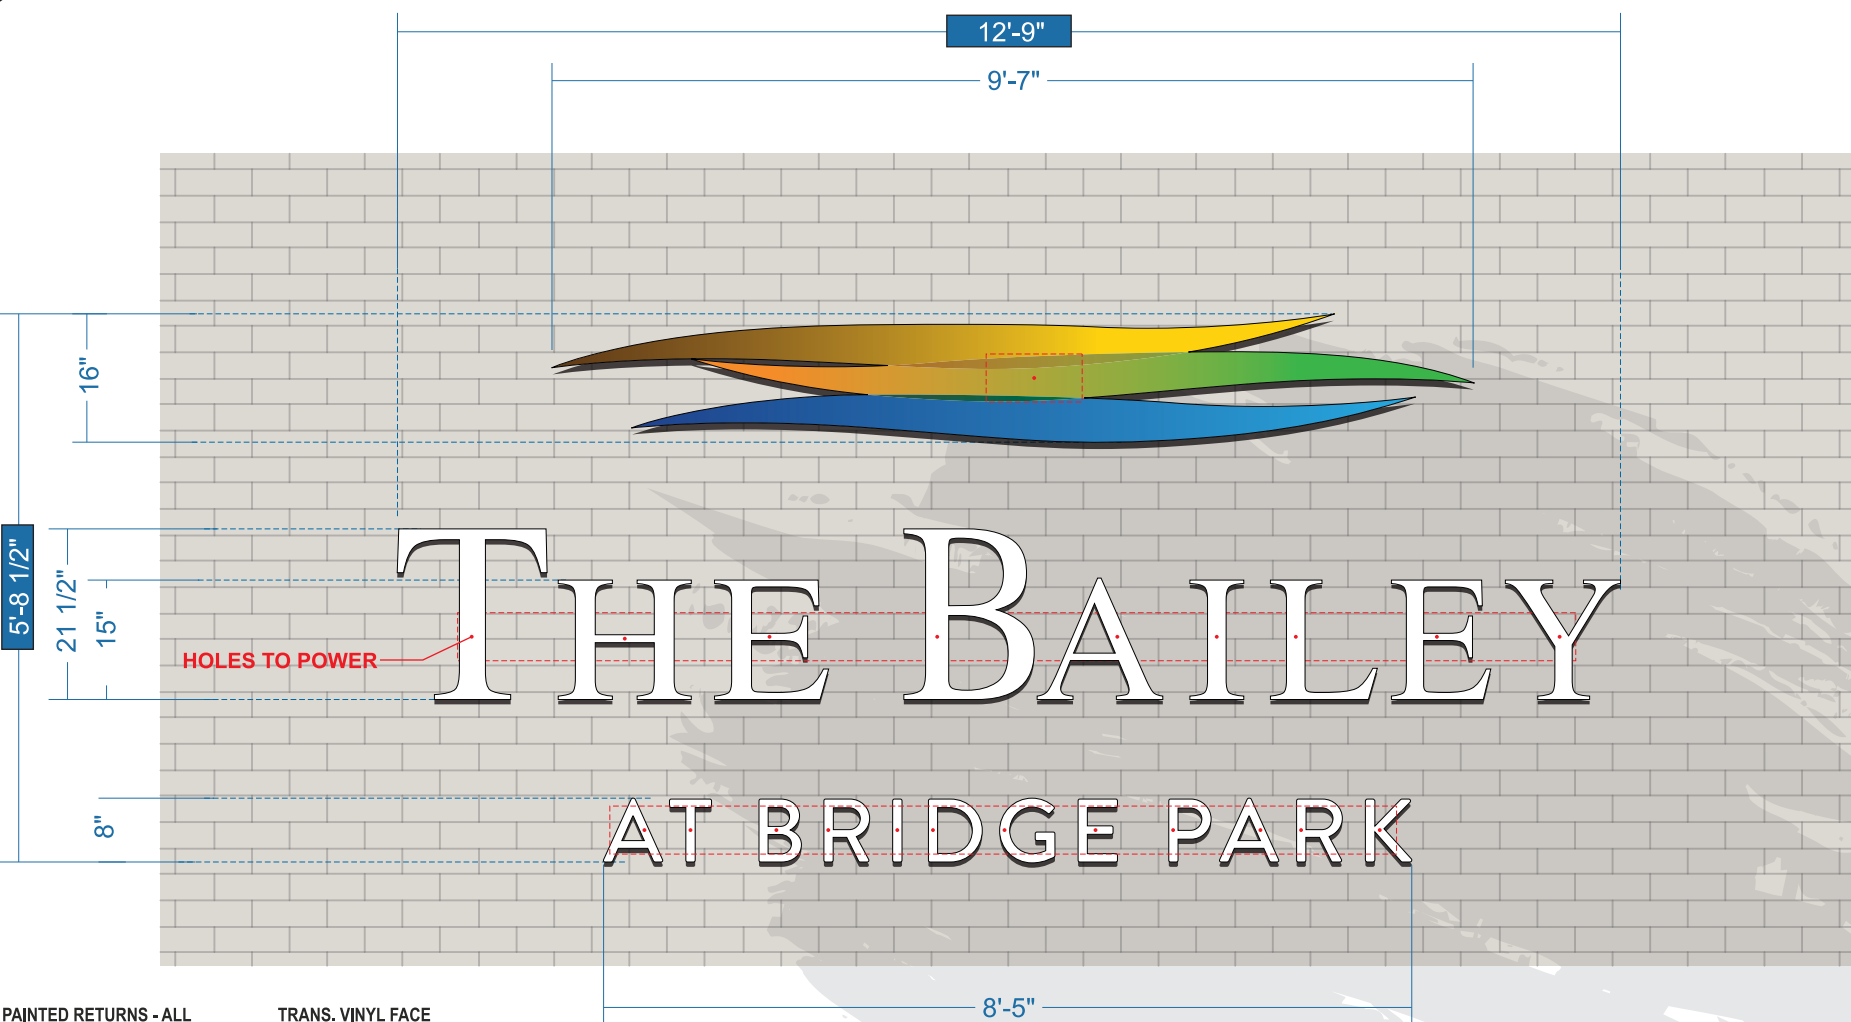 12'-9"
9'-7"
16"
5'-8 1/2"
21 1/2"
15"
THE BAILEY
HOLES TO POWER
8"
AT BRIDGE PARK
8'-5"
PAINTED RETURNS - ALL
TRANS. VINYL FACE